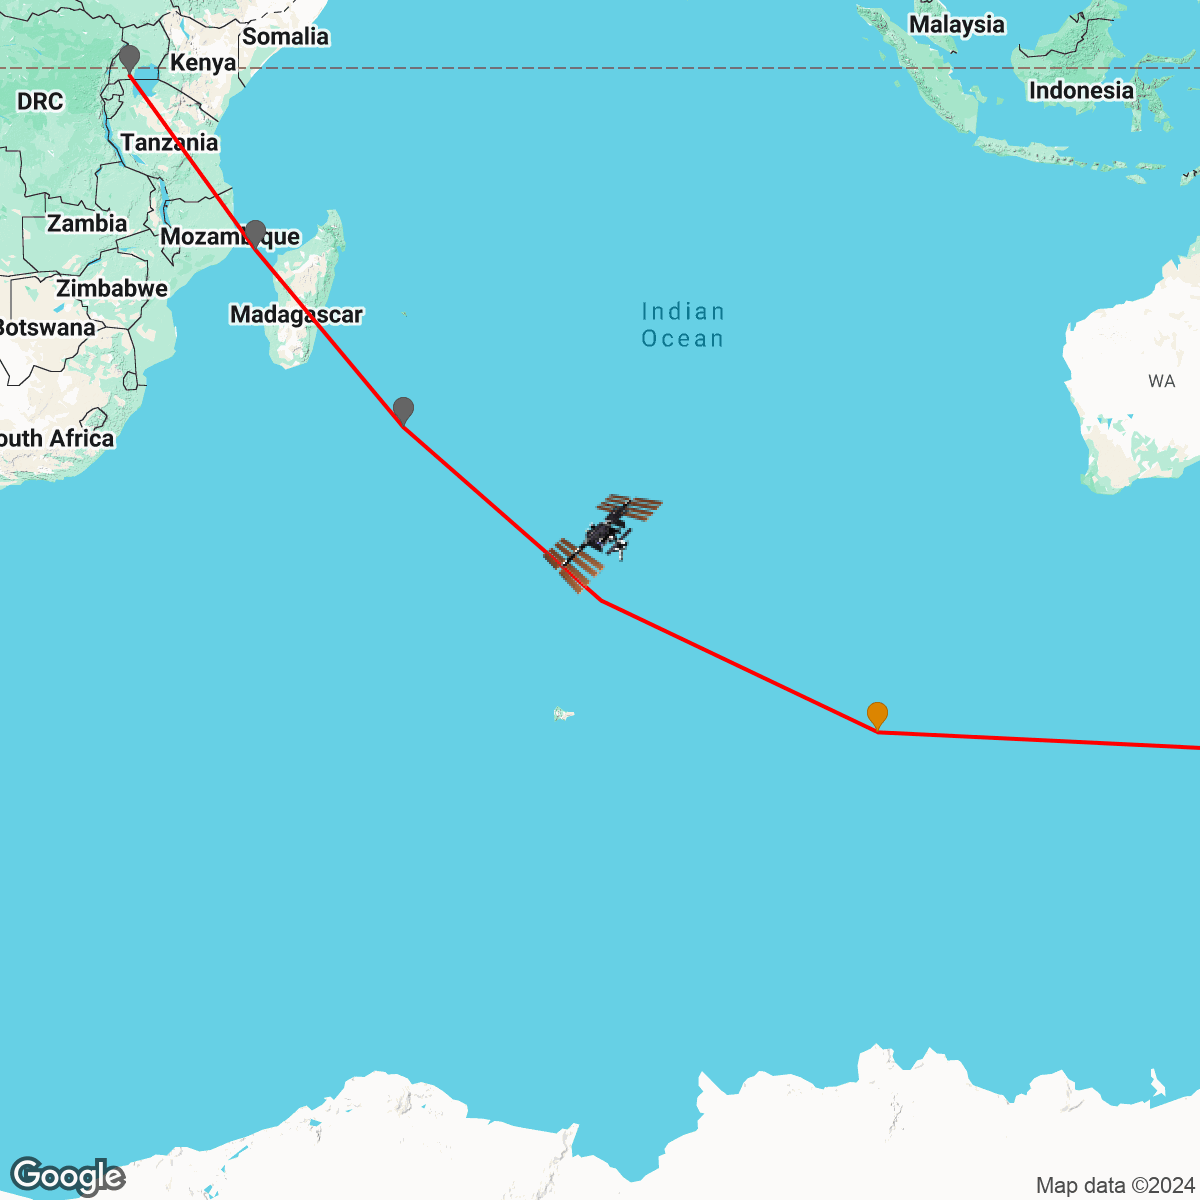 Somalia
Malaysia
Kenya
Indonesia
DRC
Tanzania
Zambia
Mozambique
Zimbabwe
Madagascar
Botswana
Indian
Ocean
WA
outh Africa
Google
Map data ©2024